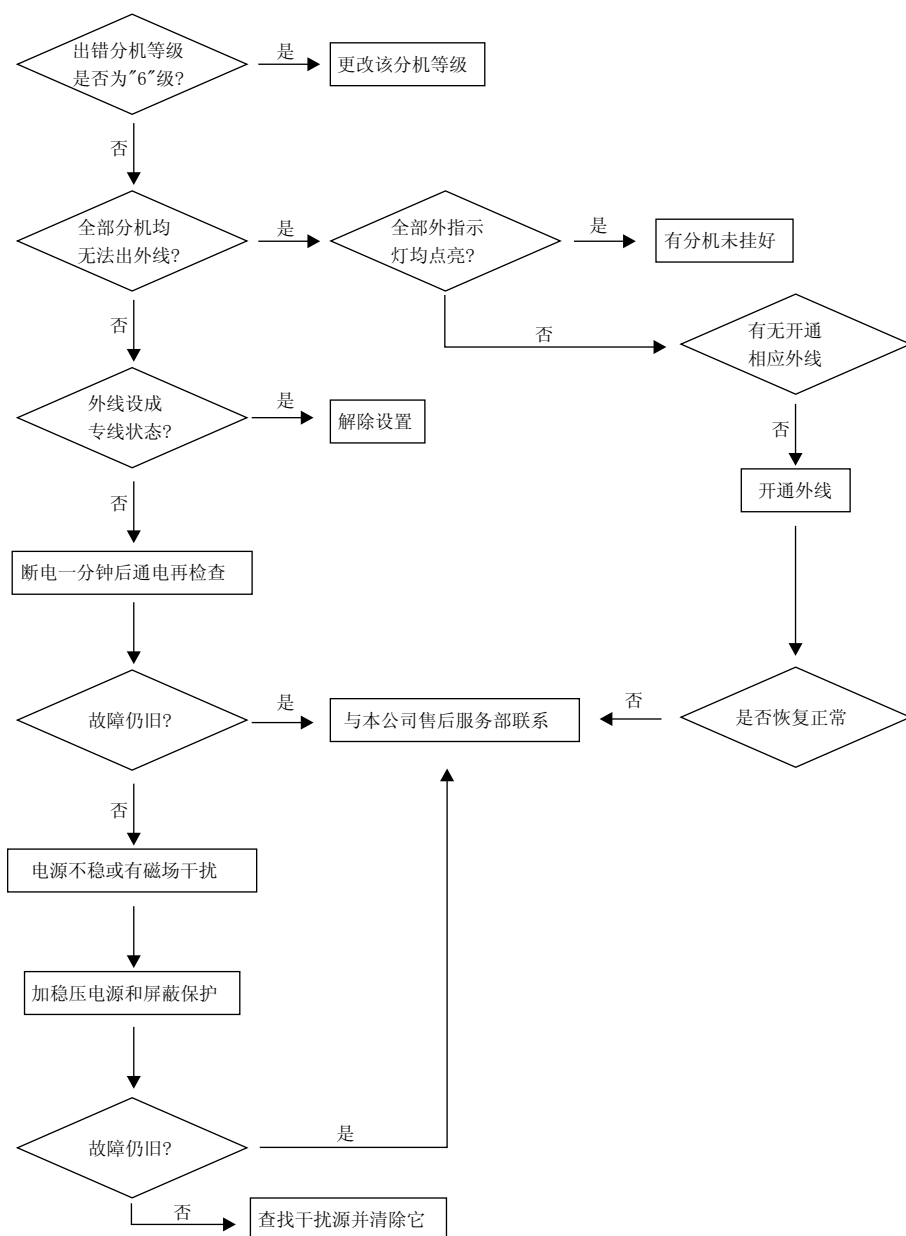 出错分机等级
是否为"6"级?
是
更改该分机等级
否
全部分机均
无法出外线?
是
全部外指示
灯均点亮?
是
有分机未挂好
否
有无开通
相应外线
否
外线设成
专线状态?
是
解除设置
否
开通外线
否
断电一分钟后通电再检查
故障仍旧?
是
与本公司售后服务部联系
否
是否恢复正常
否
电源不稳或有磁场干扰
加稳压电源和屏蔽保护
故障仍旧?
是
否
查找干扰源并清除它